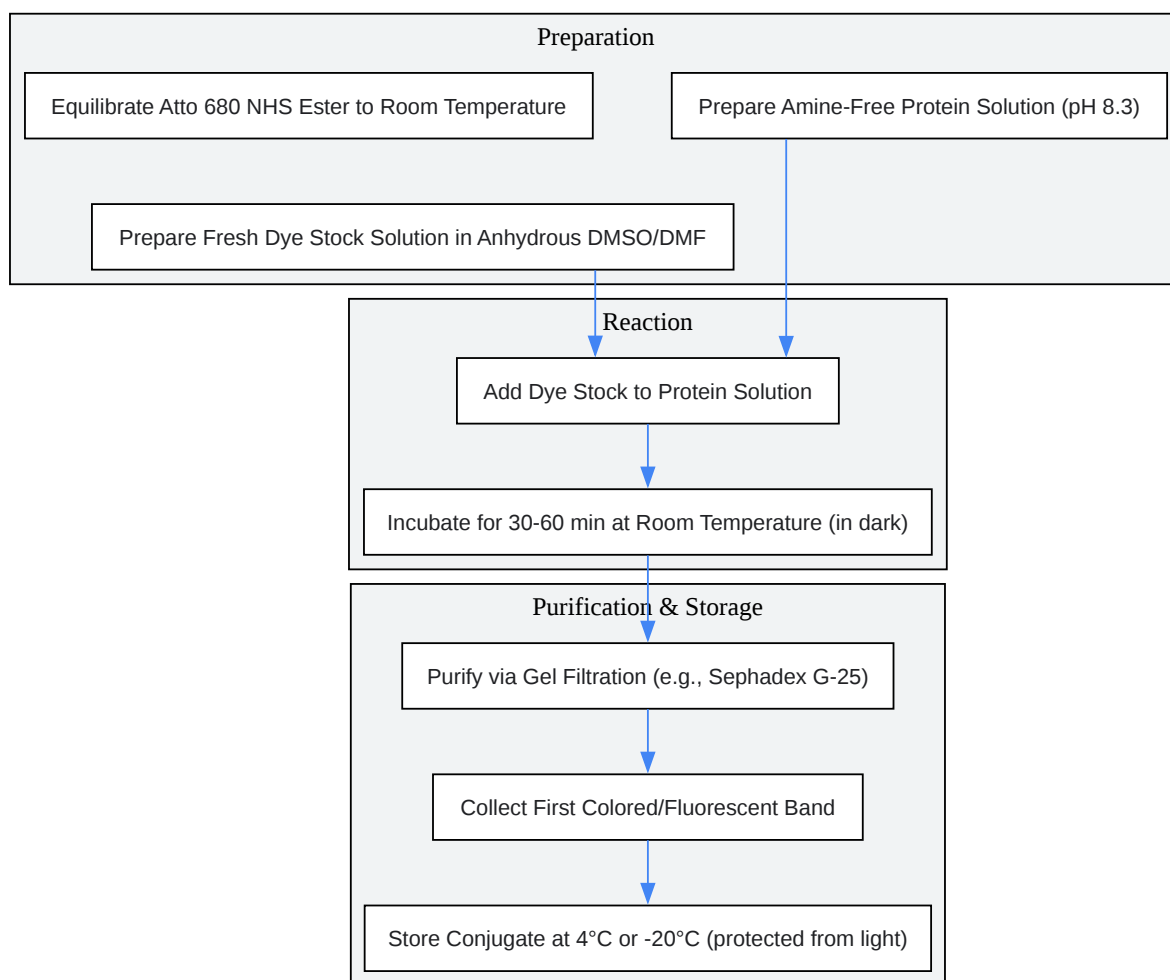 Preparation
Equilibrate Atto 680 NHS Ester to Room Temperature
Prepare Amine-Free Protein Solution (pH 8.3)
Prepare Fresh Dye Stock Solution in Anhydrous DMSO/DMF
Reaction
Add Dye Stock to Protein Solution
Incubate for 30-60 min at Room Temperature (in dark)
Purification & Storage
Purify via Gel Filtration (e.g., Sephadex G-25)
Collect First Colored/Fluorescent Band
Store Conjugate at 4°C or -20°C (protected from light)